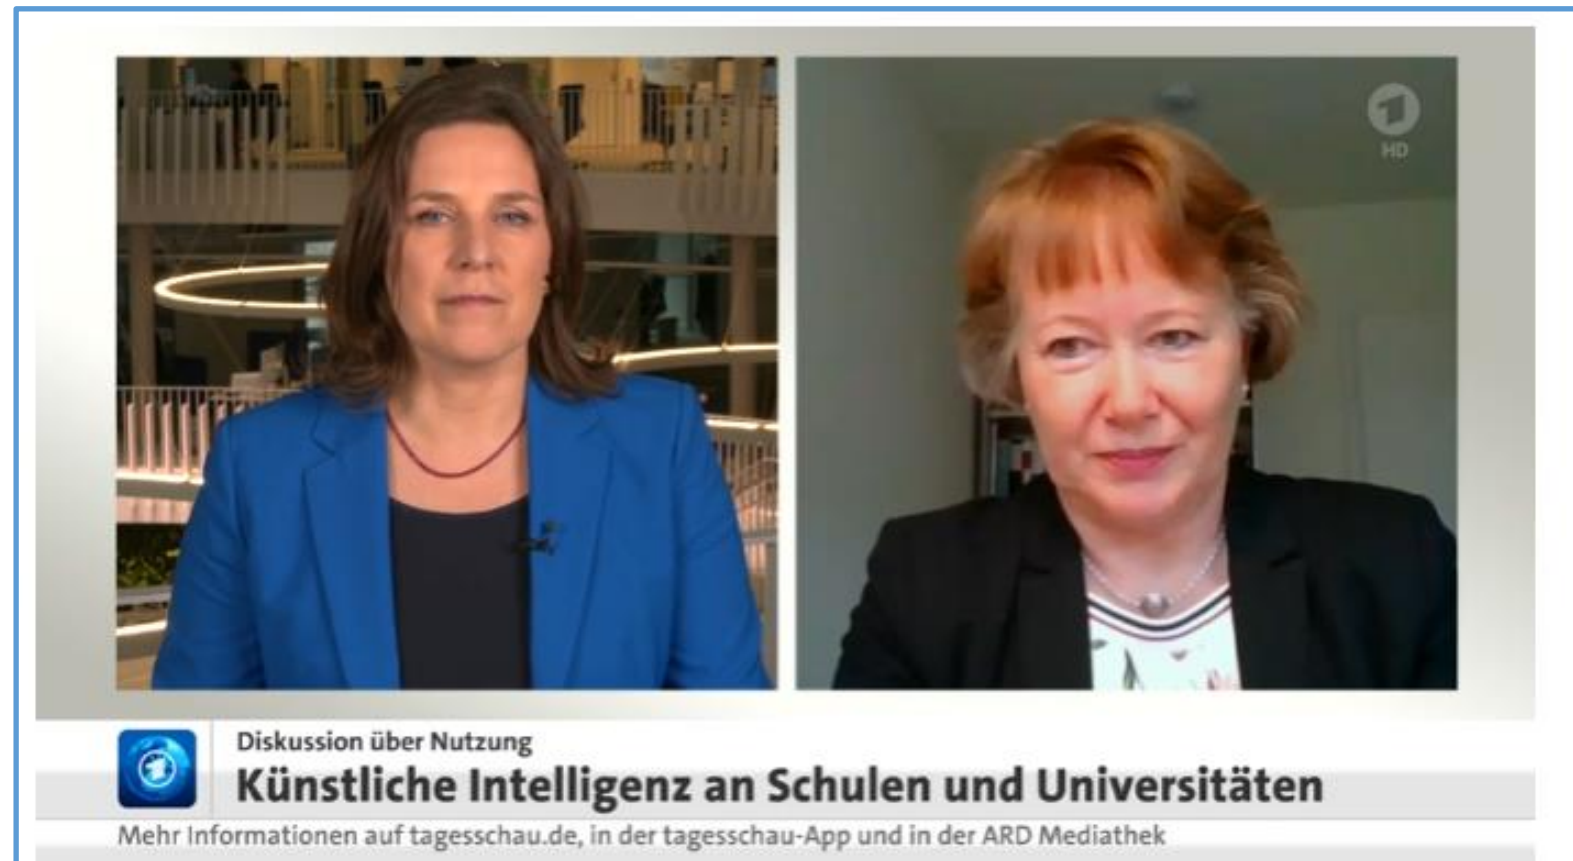 HD
Diskussion über Nutzung
Künstliche Intelligenz an Schulen und Universitäten
Mehr Informationen auf tagesschau.de, in der tagesschau-App und in der ARD Mediathek